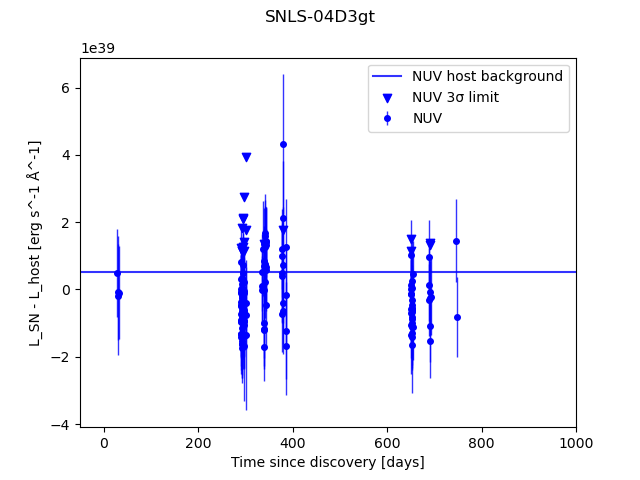 SNLS-04D3gt
1e39
NUV host background
NUV 3σ limit
NUV
6
4
2
0
−2
−4
L_SN - L_host [erg s^-1 Å^-1]
0 200 400 600 800 1000
Time since discovery [days]